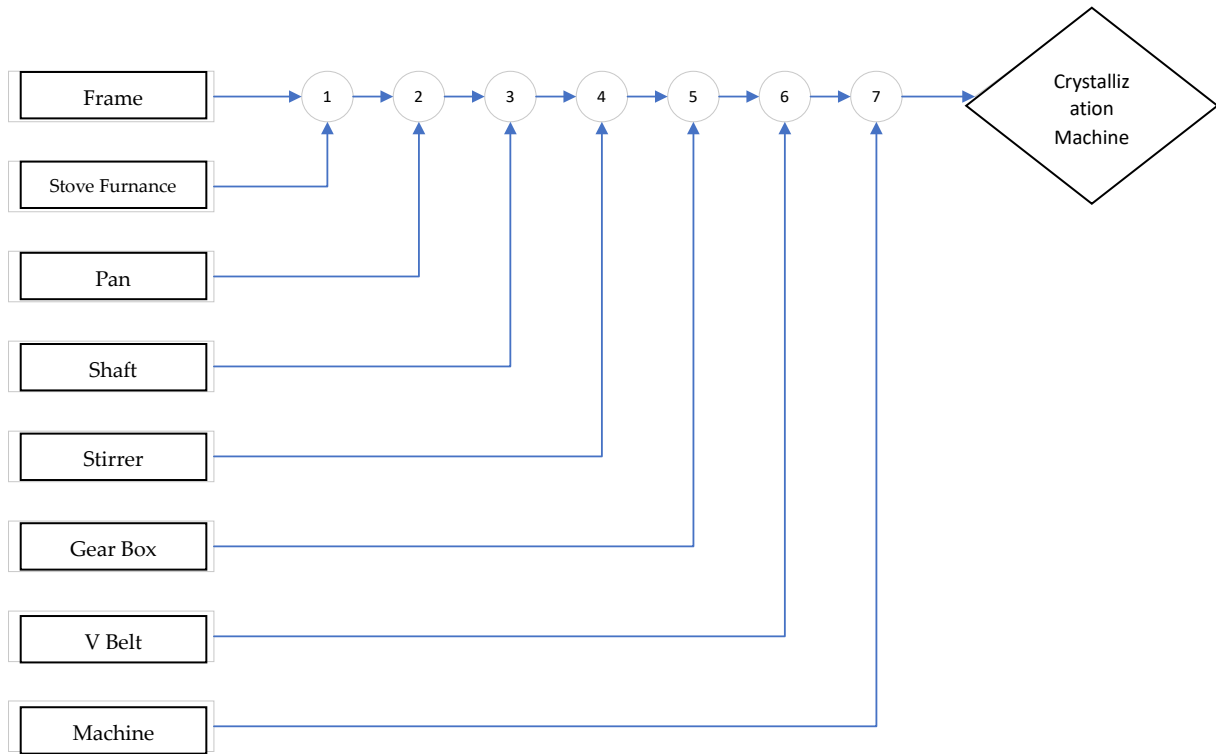 Frame
1
2
3
4
5
6
7
Crystalliz
ation
Machine
Stove Furnance
Pan
Shaft
Stirrer
Gear Box
V Belt
Machine